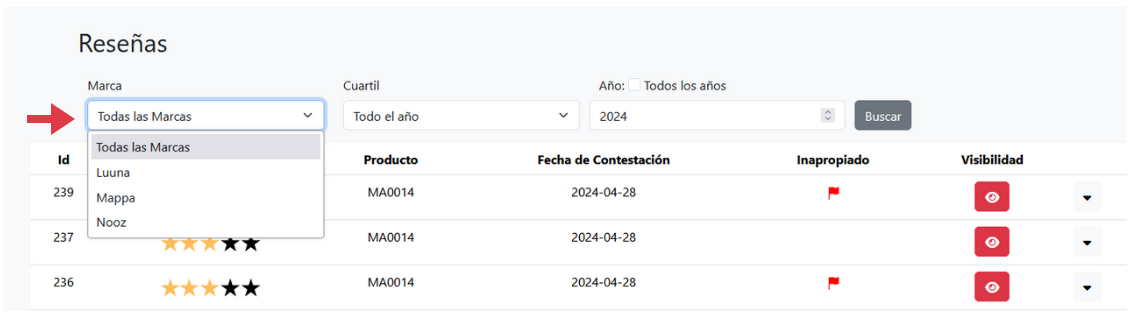 Reseñas
Marca Cuartil Año: Todos los años
Todas las Marcas Todo el año 2024 Buscar
Todas las Marcas
Luuna
Mappa
Nooz
Id Producto Fecha de Contestación Inapropiado Visibilidad
239 MA0014 2024-04-28
237 MA0014 2024-04-28
236 MA0014 2024-04-28